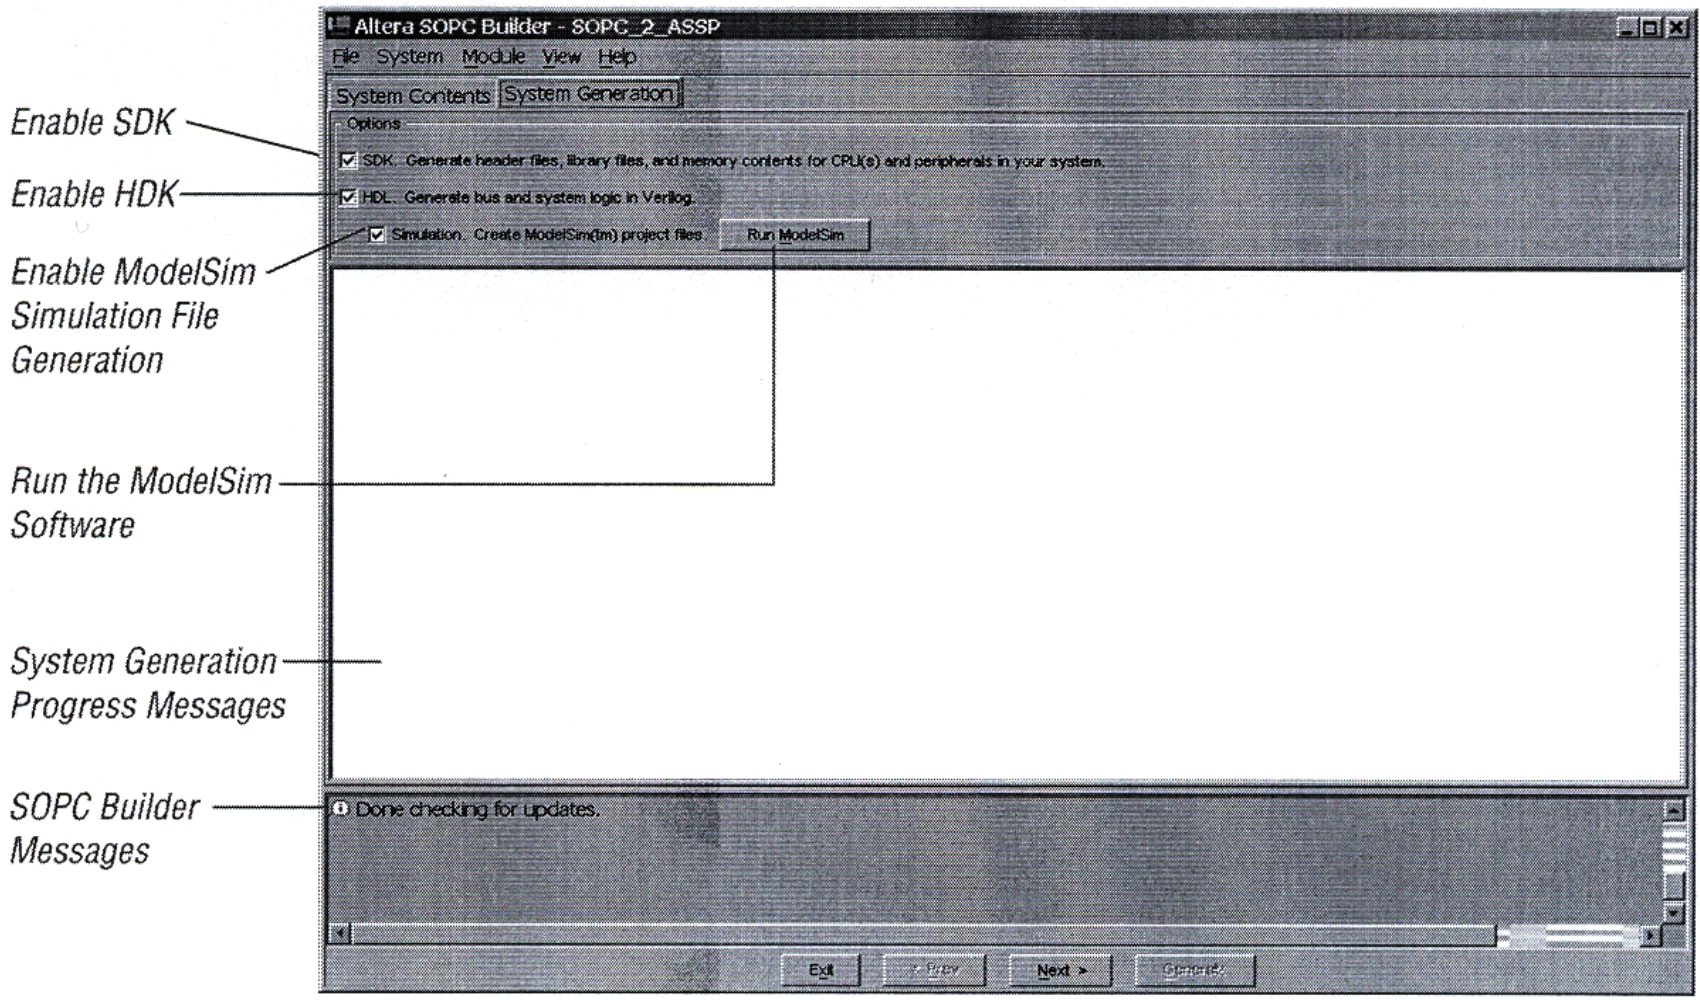 Altera SOPC Builder - SOPC_2_ASSP
File System Module View Help
System Contents System Generation
Options
Enable SDK
SDK. Generate header files, library files, and memory contents for CPU(s) and peripherals in your system.
Enable HDK
HDL. Generate bus and system logic in Verilog.
Simulation. Create ModelSim(tm) project files. Run ModelSim
Enable ModelSim
Simulation File
Generation
Run the ModelSim
Software
System Generation
Progress Messages
SOPC Builder
Messages
Done checking for updates.
Exit < Prev Next > Generate